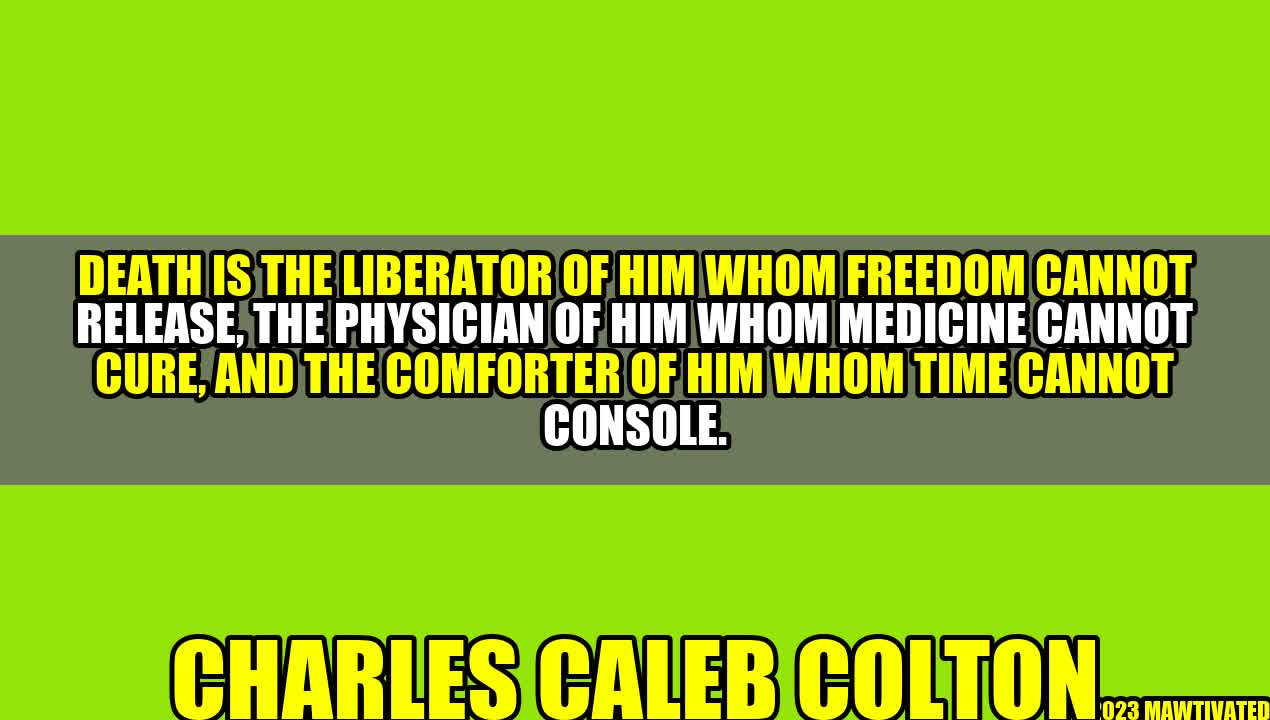 DEATH IS THE LIBERATOR OF HIM WHOM FREEDOM CANNOT
RELEASE, THE PHYSICIAN OF HIM WHOM MEDICINE CANNOT
CURE, AND THE COMFORTER OF HIM WHOM TIME CANNOT
CONSOLE.
CHARLES CALEB COLTON
2023 MAWTIVATED